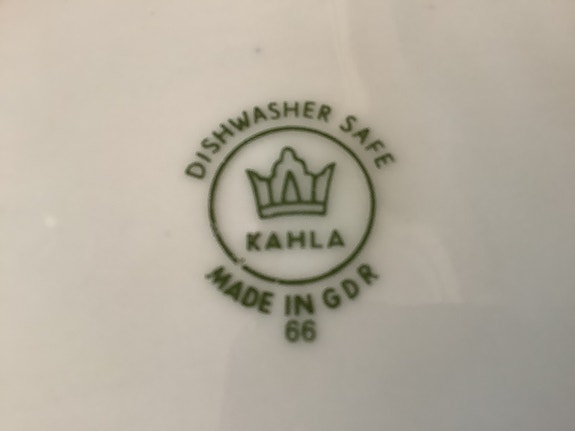 DISHWASHER SAFE
KAHLA
MADE IN GDR
66